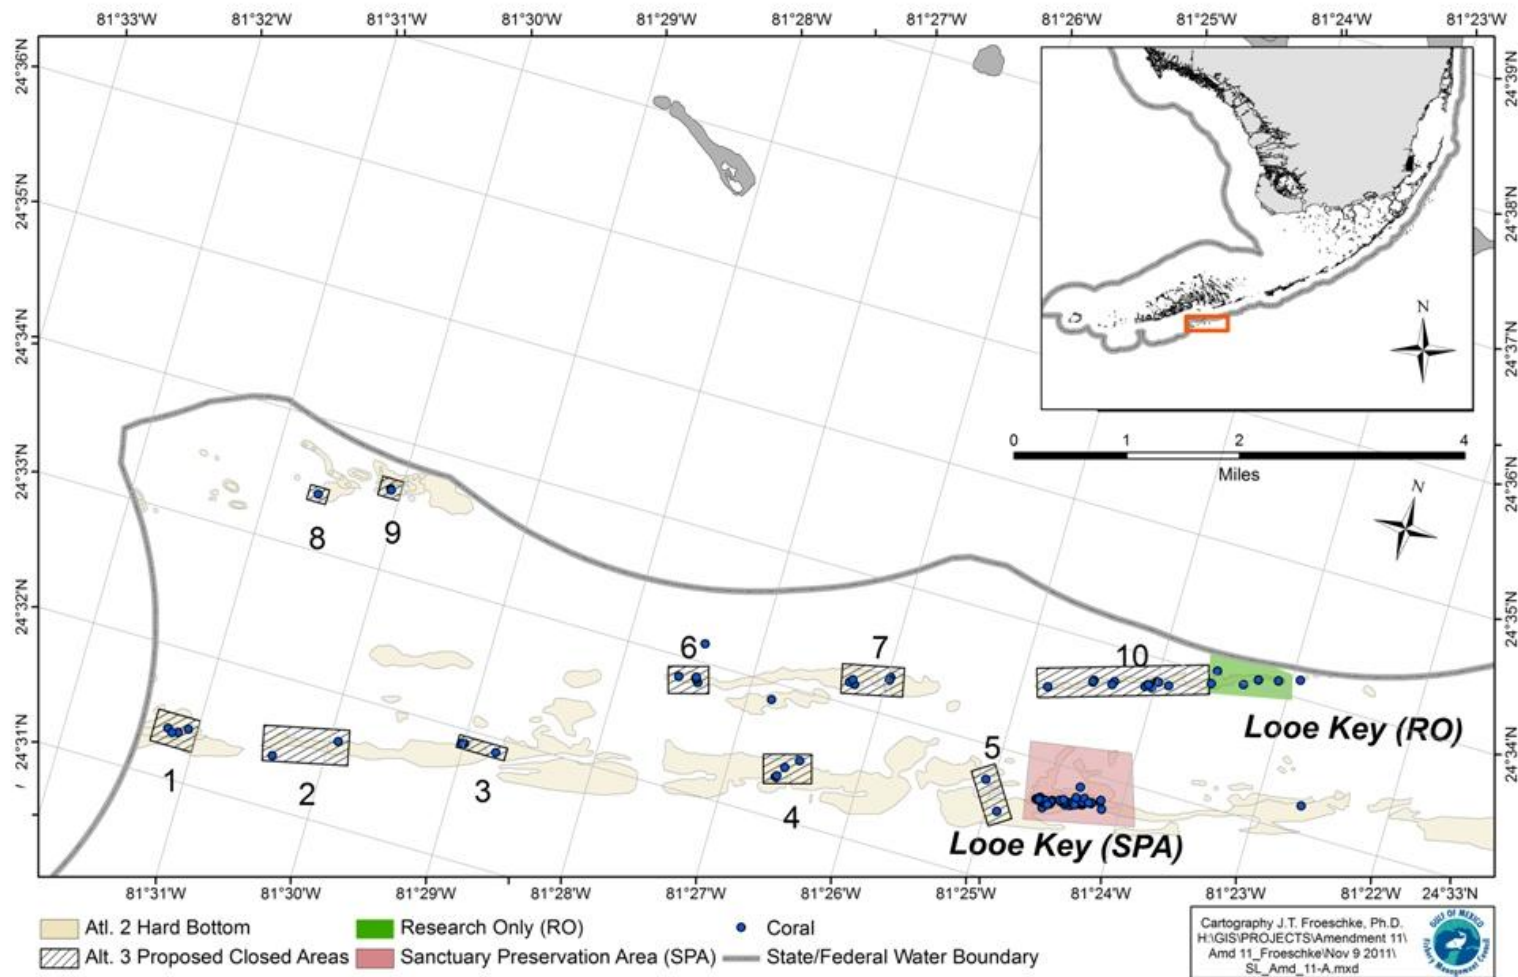 81°33'W 81°32'W 81°31'W 81°30'W 81°29'W 81°28'W 81°27'W 81°26'W 81°25'W 81°24'W 81°23'W
24°36'N
24°35'N
24°34'N
24°33'N
24°32'N
24°31'N
24°39'N
24°38'N
24°37'N
24°36'N
24°35'N
24°34'N
N
0 1 2 4
Miles
N
8 9
6 7 10
Looe Key (RO)
1 2 3 4 5
Looe Key (SPA)
81°31'W 81°30'W 81°29'W 81°28'W 81°27'W 81°26'W 81°25'W 81°24'W 81°23'W 81°22'W 24°33'N
Atl. 2 Hard Bottom
Alt. 3 Proposed Closed Areas
Research Only (RO)
Sanctuary Preservation Area (SPA)
Coral
State/Federal Water Boundary
Cartography J.T. Froeschke, Ph.D.
H:\GIS\PROJECTS\Amendment 11\
Amd 11_Froeschke\Nov 9 2011\
SL_Amd_11-A.mxd
GULF OF MEXICO
Fishery Management Council